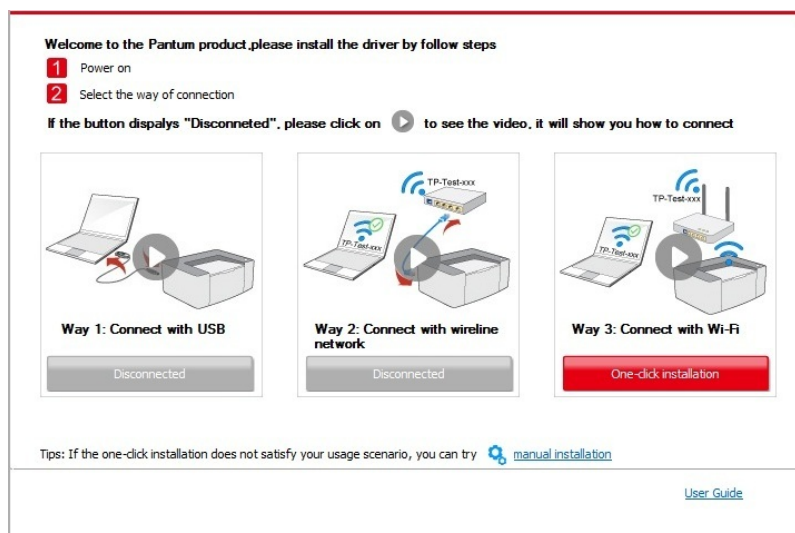 Welcome to the Pantum product,please install the driver by follow steps
1 Power on
2 Select the way of connection
If the button dispalys "Disconneted", please click on to see the video, it will show you how to connect
TP-Test-xxx
TP-Test-xxx
TP-Test-xxx
TP-Test-xxx
Way 1: Connect with USB
Way 2: Connect with wireline
network
Way 3: Connect with Wi-Fi
Disconnected
Disconnected
One-click installation
Tips: If the one-click installation does not satisfy your usage scenario, you can try manual installation
User Guide